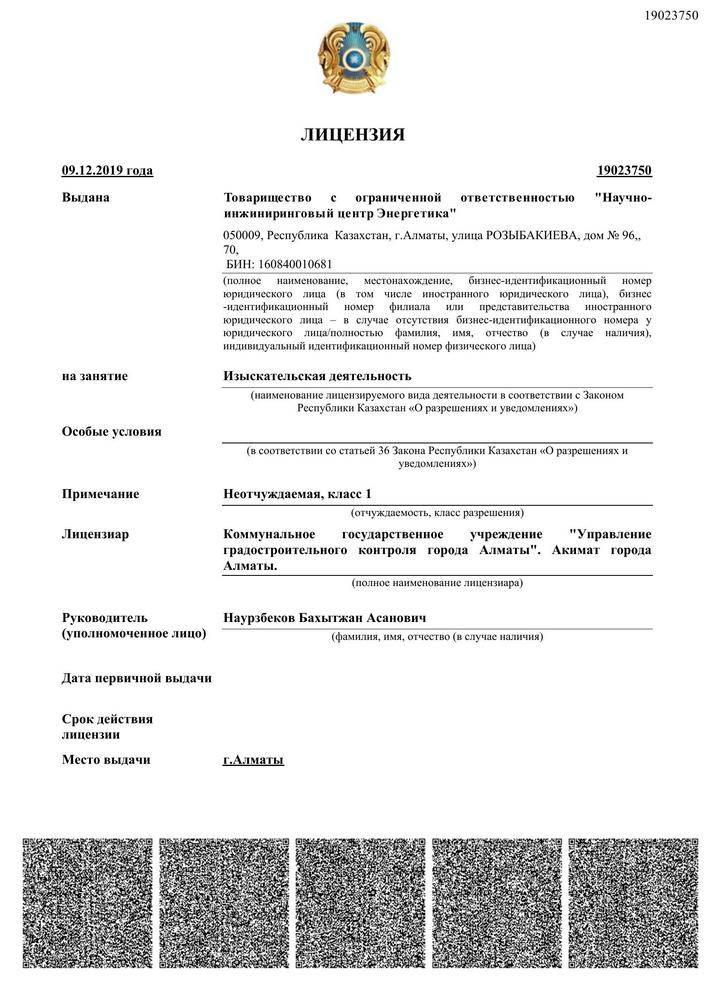 19023750
ЛИЦЕНЗИЯ
09.12.2019 года
19023750
Выдана
Товарищество с ограниченной ответственностью "Научно-
инжиниринговый центр Энергетика"
050009, Республика Казахстан, г.Алматы, улица РОЗЫБАКИЕВА, дом № 96,,
70,
БИН: 160840010681
(полное наименование, местонахождение, бизнес-идентификационный номер
юридического лица (в том числе иностранного юридического лица), бизнес
-идентификационный номер филиала или представительства иностранного
юридического лица – в случае отсутствия бизнес-идентификационного номера у
юридического лица/полностью фамилия, имя, отчество (в случае наличия),
индивидуальный идентификационный номер физического лица)
на занятие
Изыскательская деятельность
(наименование лицензируемого вида деятельности в соответствии с Законом
Республики Казахстан «О разрешениях и уведомлениях»)
Особые условия
(в соответствии со статьей 36 Закона Республики Казахстан «О разрешениях и
уведомлениях»)
Примечание
Неотчуждаемая, класс 1
(отчуждаемость, класс разрешения)
Лицензиар
Коммунальное государственное учреждение "Управление
градостроительного контроля города Алматы". Акимат города
Алматы.
(полное наименование лицензиара)
Руководитель
(уполномоченное лицо)
Наурзбеков Бахытжан Асанович
(фамилия, имя, отчество (в случае наличия)
Дата первичной выдачи
Срок действия
лицензии
Место выдачи
г.Алматы